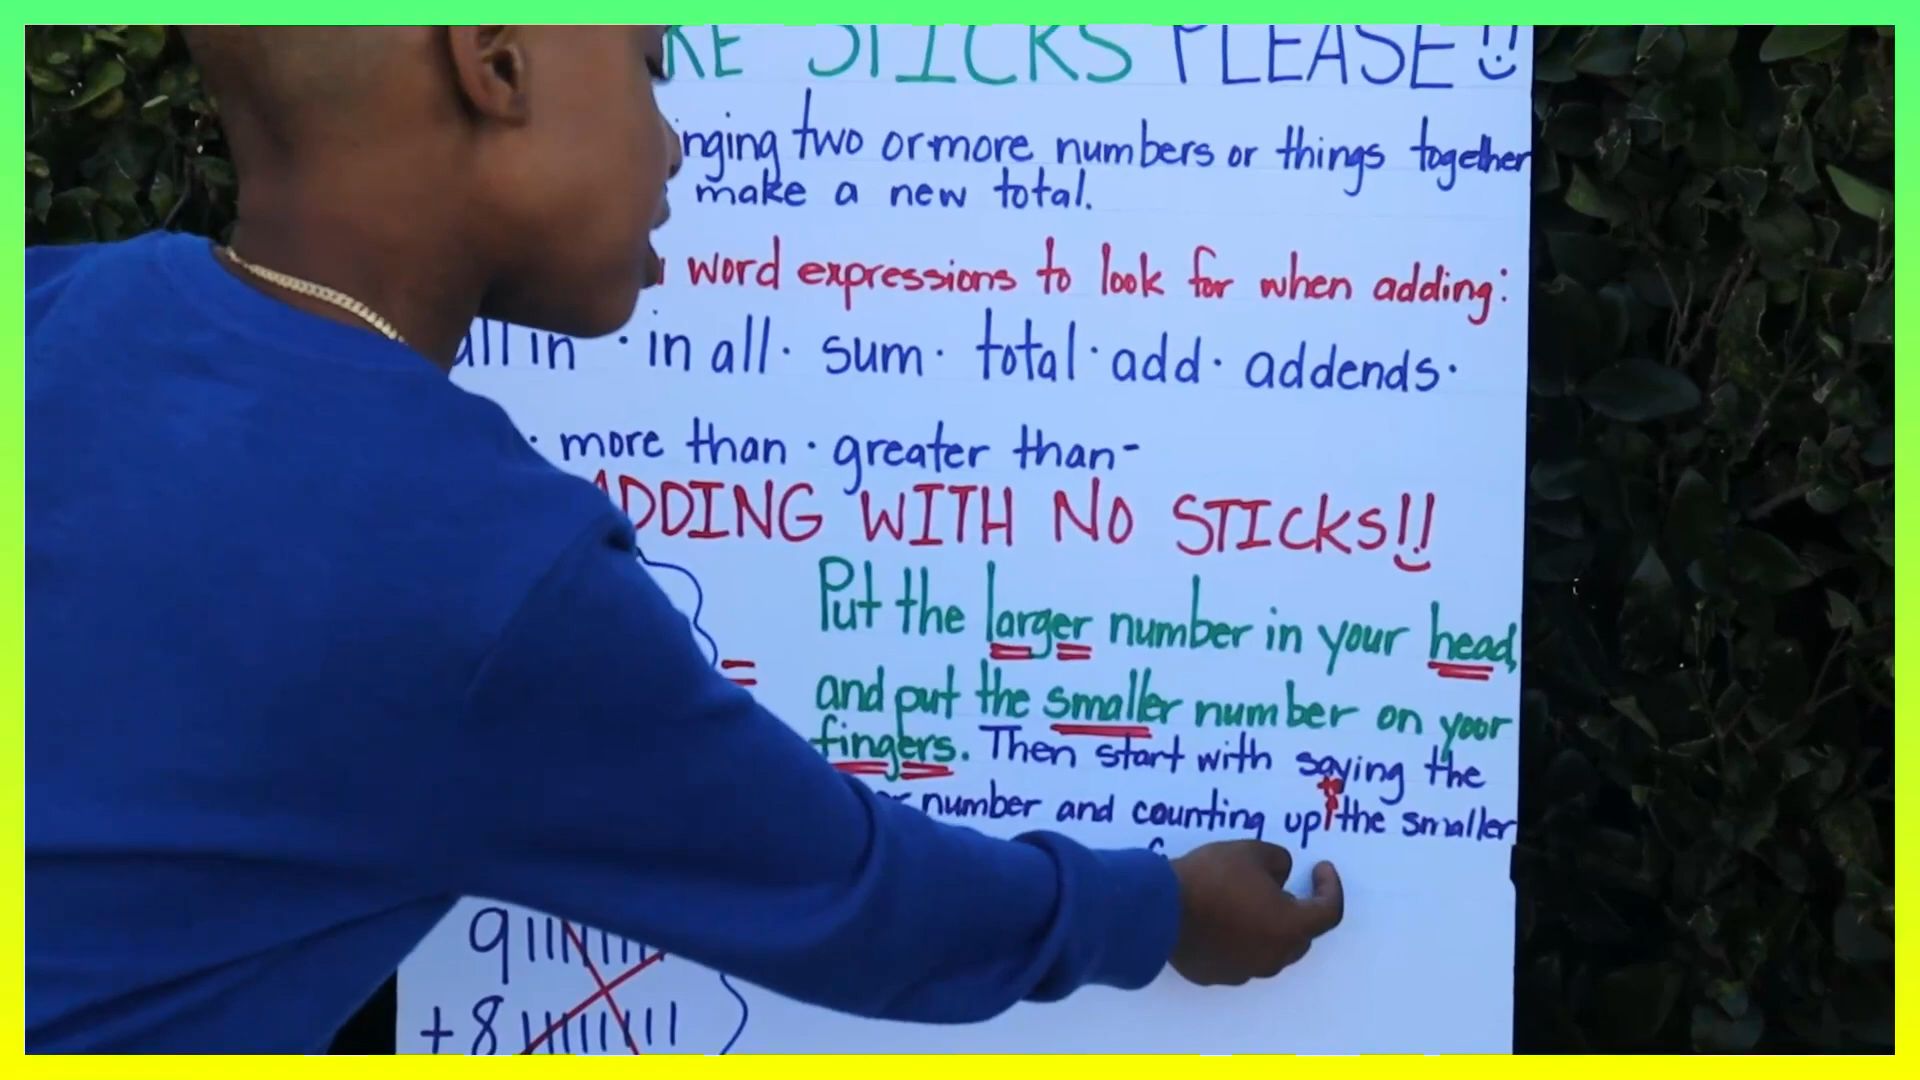 STICKS PLEASE!!
two or more numbers or things together
make a new total.
word expressions to look for when adding:
all in · in all · sum · total · add · addends ·
· more than · greater than-
ADDING WITH NO STICKS!!
Put the larger number in your head,
=
and put the smaller number on your
fingers. Then start with saying the
number and counting up to the smaller
9
+8